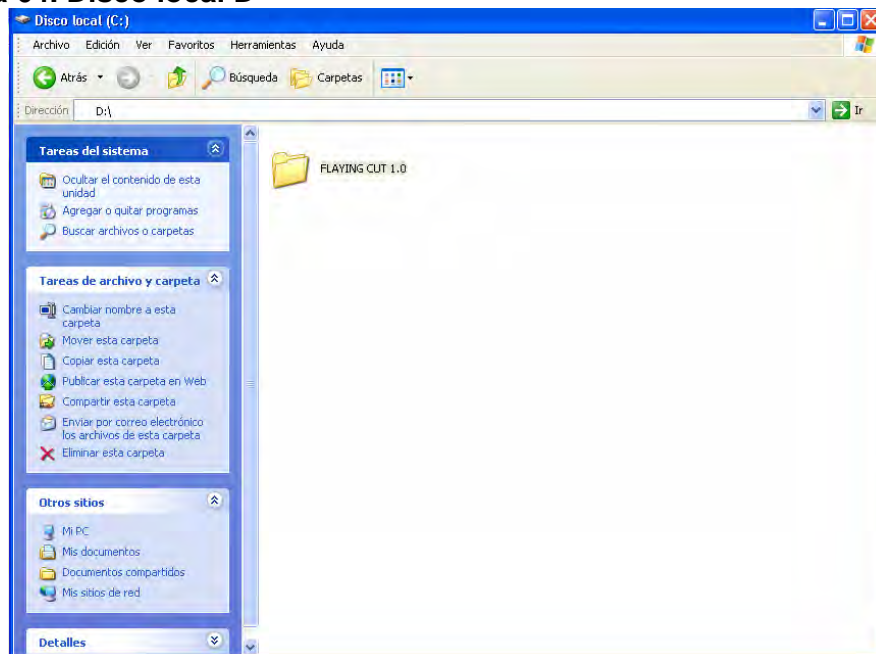 Disco local D
Disco local (C:)
Archivo Edición Ver Favoritos Herramientas Ayuda
Atrás Búsqueda Carpetas
Dirección D:\ Ir
Tareas del sistema
Ocultar el contenido de esta
unidad
Agregar o quitar programas
Buscar archivos o carpetas
FLAYING CUT 1.0
Tareas de archivo y carpeta
Cambiar nombre a esta
carpeta
Mover esta carpeta
Copiar esta carpeta
Publicar esta carpeta en Web
Compartir esta carpeta
Enviar por correo electrónico
los archivos de esta carpeta
Eliminar esta carpeta
Otros sitios
Mi PC
Mis documentos
Documentos compartidos
Mis sitios de red
Detalles